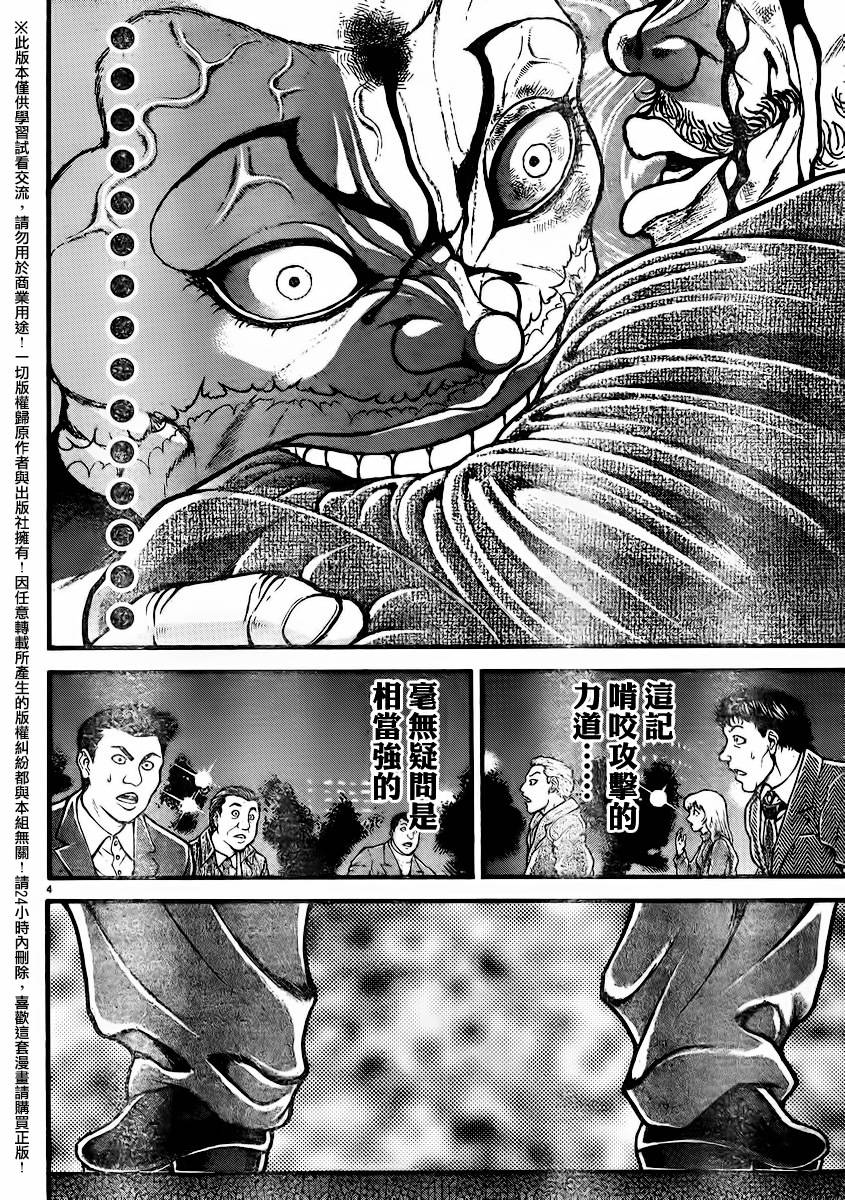 ※此版本僅供學習試看交流，請勿用於商業用途！一切版權歸原作者與出版社擁有！因任意轉載所產生的版權糾紛都與本組無關！請24小時內刪除，喜歡這套漫畫請購買正版！
這記
啃咬攻擊的
力道……
毫無疑問是
相當強的
4